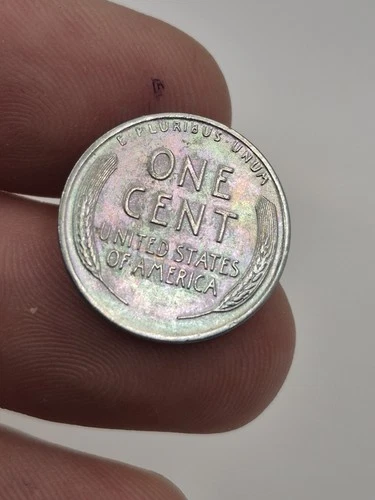 E·PLURIBUS·UNUM
ONE
CENT
UNITED STATES
OF AMERICA